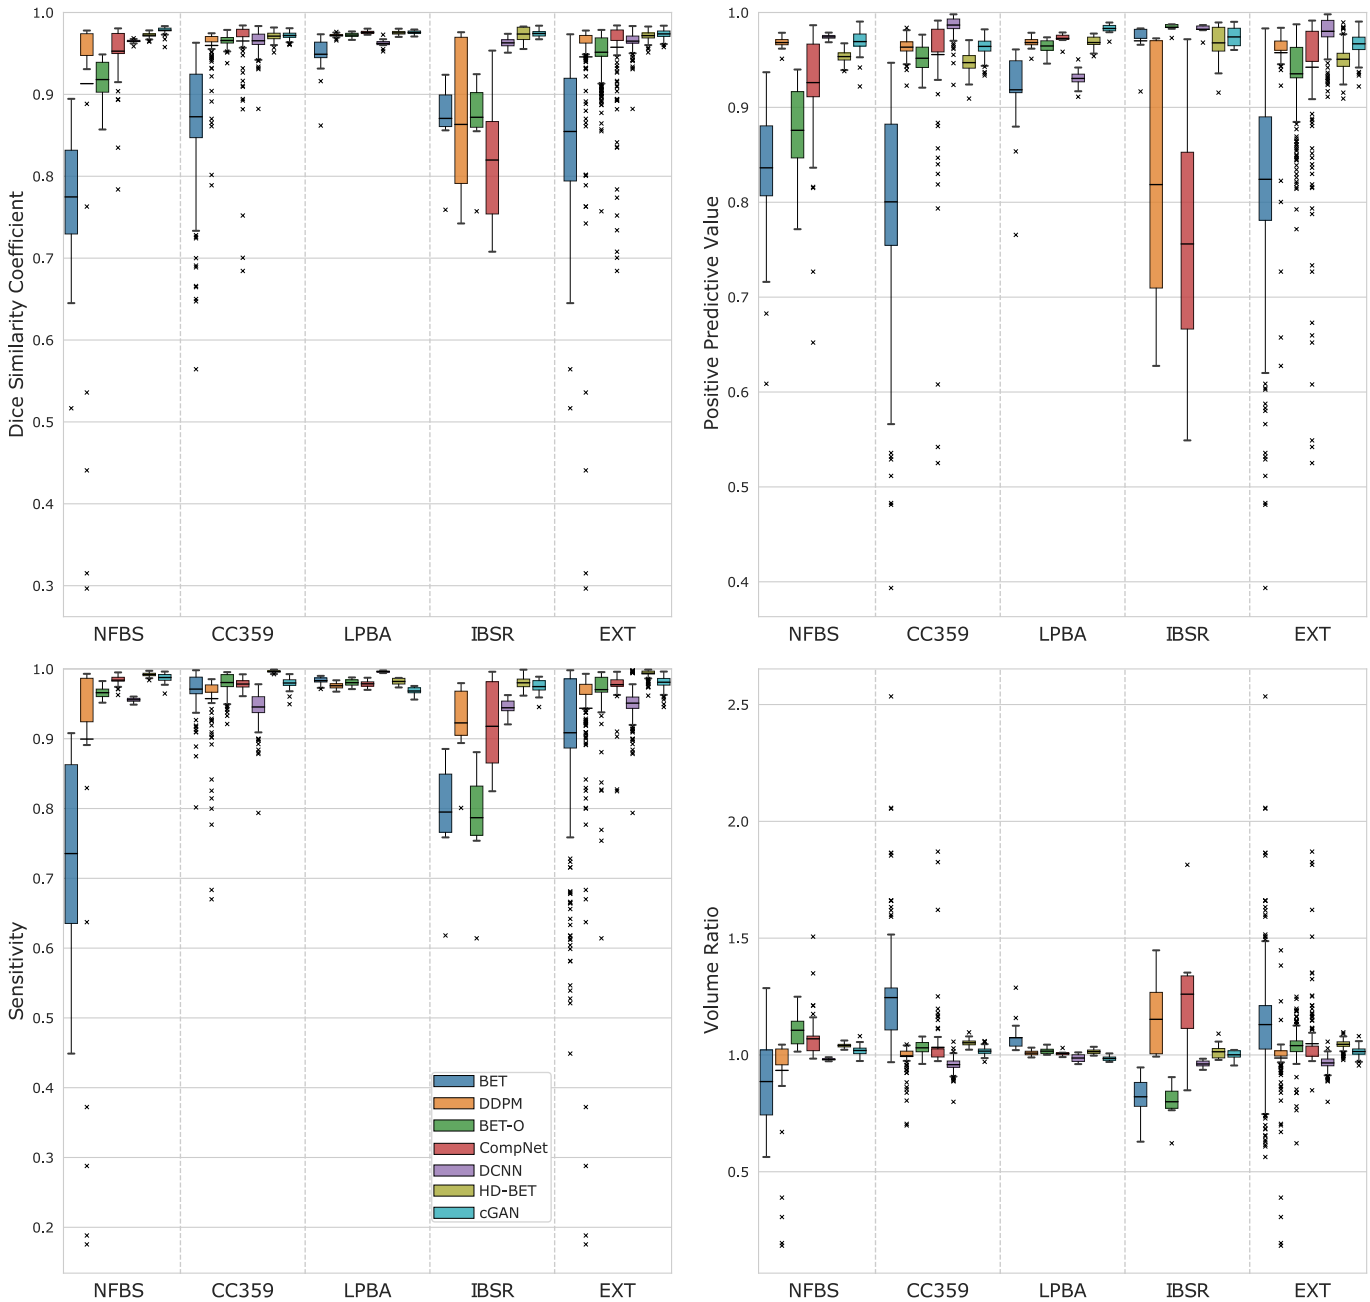 Dice Similarity Coefficient
1.0
0.9
0.8
0.7
0.6
0.5
0.4
0.3
NFBS CC359 LPBA IBSR EXT
Positive Predictive Value
1.0
0.9
0.8
0.7
0.6
0.5
0.4
NFBS CC359 LPBA IBSR EXT
Sensitivity
1.0
0.9
0.8
0.7
0.6
0.5
0.4
0.3
0.2
BET
DDPM
BET-O
CompNet
DCNN
HD-BET
cGAN
NFBS CC359 LPBA IBSR EXT
Volume Ratio
2.5
2.0
1.5
1.0
0.5
NFBS CC359 LPBA IBSR EXT